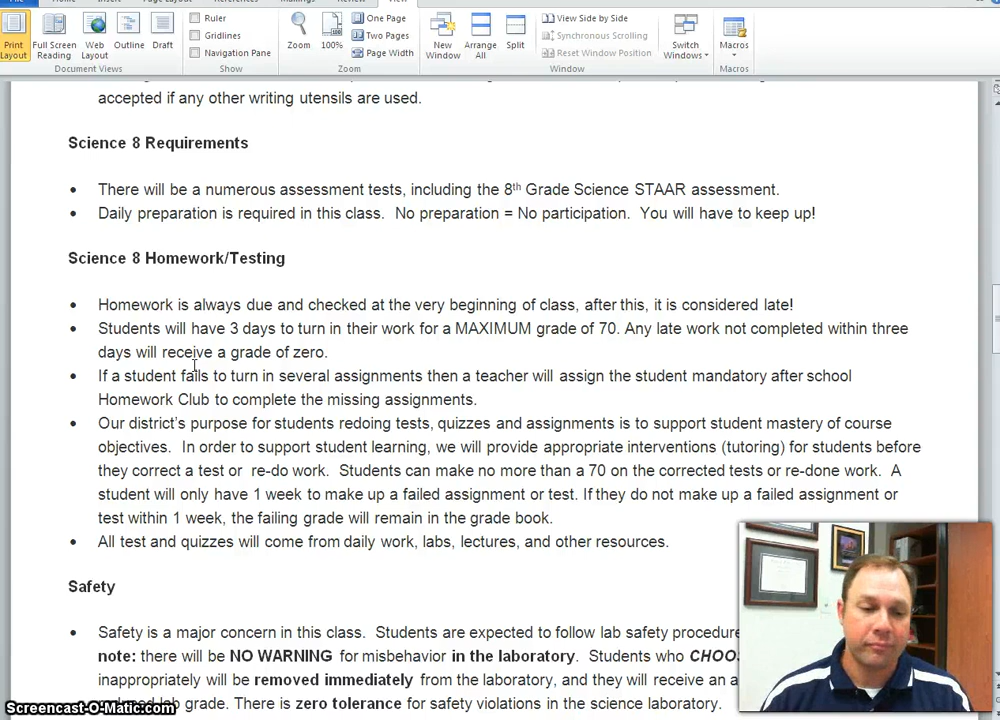 Print Layout
Full Screen Reading
Web Layout
Outline
Draft
Document Views
Ruler
Gridlines
Navigation Pane
Show
Zoom
100%
One Page
Two Pages
Page Width
Zoom
New Window
Arrange All
Split
View Side by Side
Synchronous Scrolling
Reset Window Position
Window
Switch Windows
Macros
Macros
accepted if any other writing utensils are used.
Science 8 Requirements
There will be a numerous assessment tests, including the 8th Grade Science STAAR assessment.
Daily preparation is required in this class. No preparation = No participation. You will have to keep up!
Science 8 Homework/Testing
Homework is always due and checked at the very beginning of class, after this, it is considered late!
Students will have 3 days to turn in their work for a MAXIMUM grade of 70. Any late work not completed within three
days will receive a grade of zero.
If a student fails to turn in several assignments then a teacher will assign the student mandatory after school
Homework Club to complete the missing assignments.
Our district's purpose for students redoing tests, quizzes and assignments is to support student mastery of course
objectives. In order to support student learning, we will provide appropriate interventions (tutoring) for students before
they correct a test or re-do work. Students can make no more than a 70 on the corrected tests or re-done work. A
student will only have 1 week to make up a failed assignment or test. If they do not make up a failed assignment or
test within 1 week, the failing grade will remain in the grade book.
All test and quizzes will come from daily work, labs, lectures, and other resources.
Safety
Safety is a major concern in this class. Students are expected to follow lab safety
note: there will be NO WARNING for misbehavior in the laboratory. Students who
inappropriately will be removed immediately from the laboratory, and they will receive an
lab grade. There is zero tolerance for safety violations in the science laboratory.
Screencast-O-Matic.com